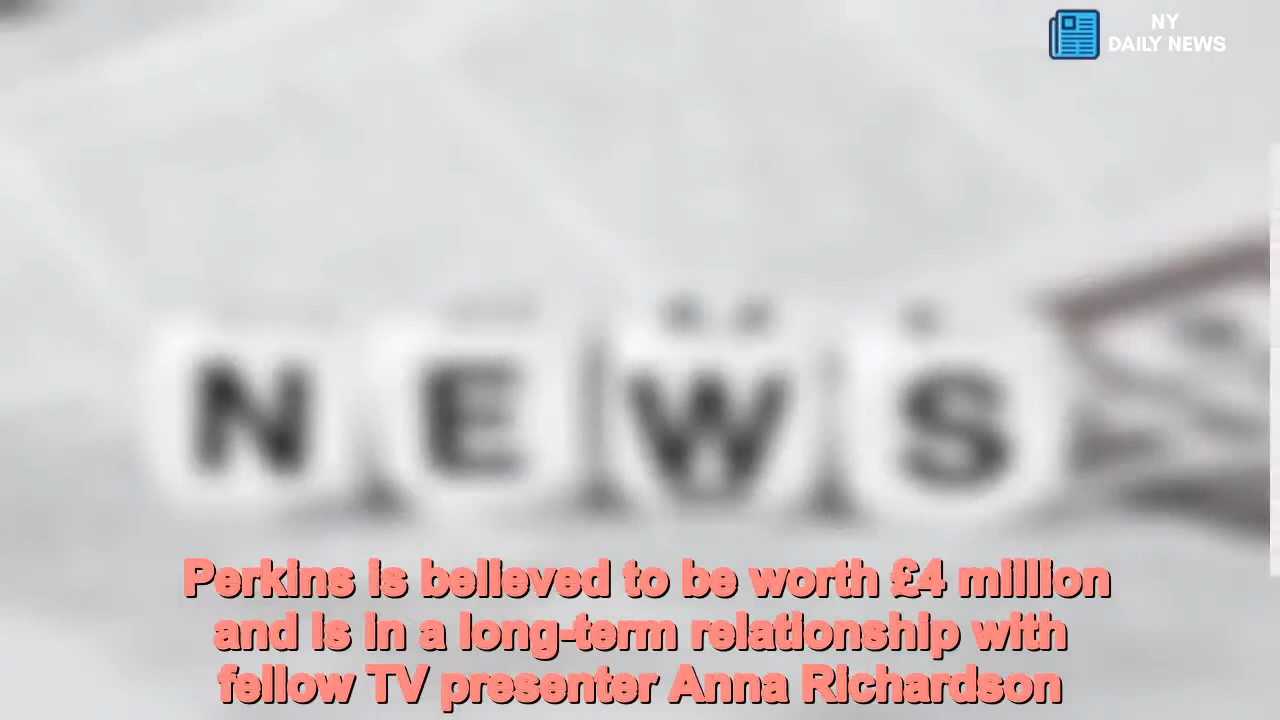 NY
DAILY NEWS
NEWS
Perkins is believed to be worth £4 million
and is in a long-term relationship with
fellow TV presenter Anna Richardson